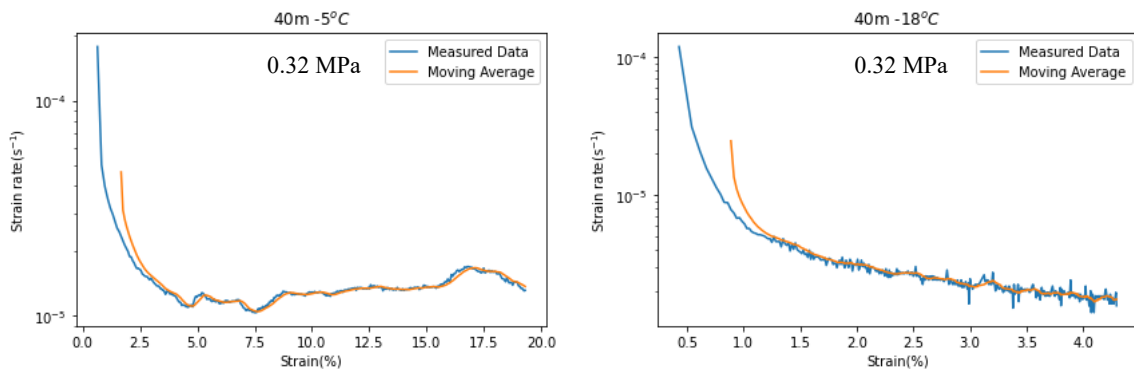 40m -5°C
0.32 MPa
Measured Data
Moving Average
Strain rate(s⁻¹)
10⁻⁴
10⁻⁵
0.0 2.5 5.0 7.5 10.0 12.5 15.0 17.5 20.0
Strain(%)
40m -18°C
0.32 MPa
Measured Data
Moving Average
Strain rate(s⁻¹)
10⁻⁴
10⁻⁵
0.5 1.0 1.5 2.0 2.5 3.0 3.5 4.0
Strain(%)